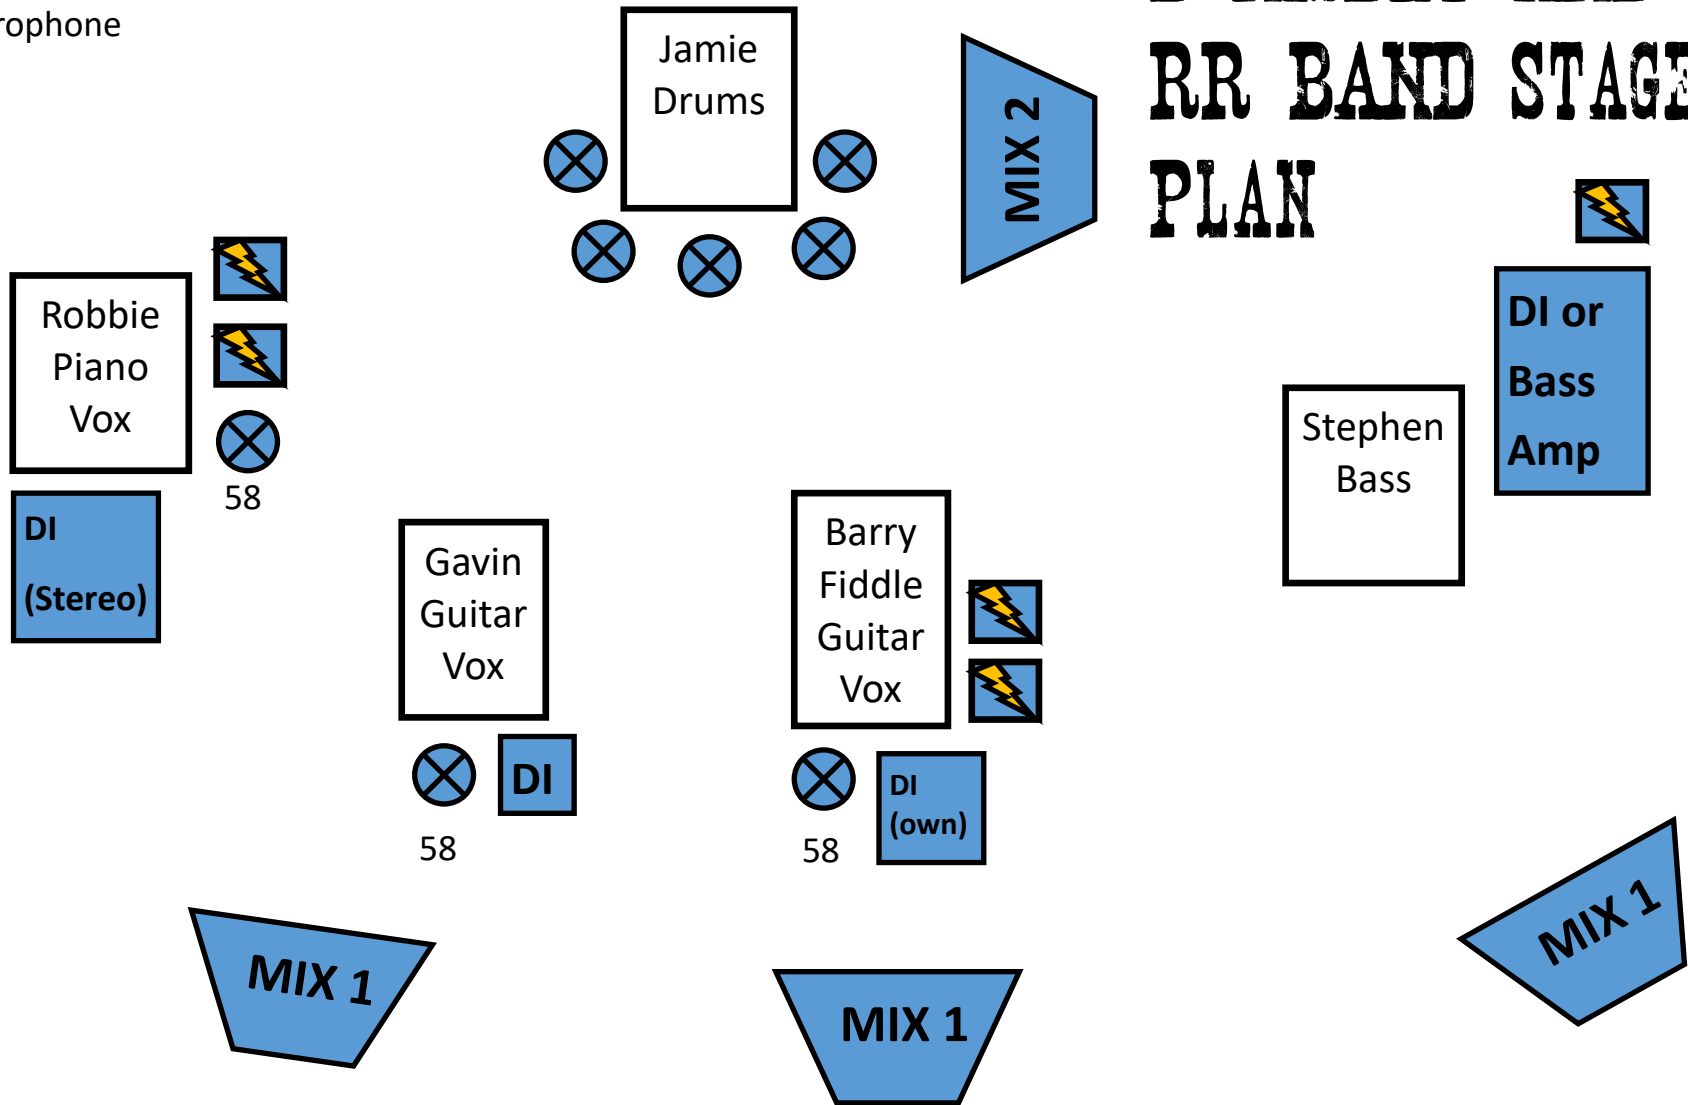 rophone
RR BAND STAGE
PLAN
Jamie
Drums
MIX 2
Robbie
Piano
Vox
58
DI
(Stereo)
Gavin
Guitar
Vox
58
DI
Barry
Fiddle
Guitar
Vox
58
DI
(own)
Stephen
Bass
DI or
Bass
Amp
MIX 1
MIX 1
MIX 1